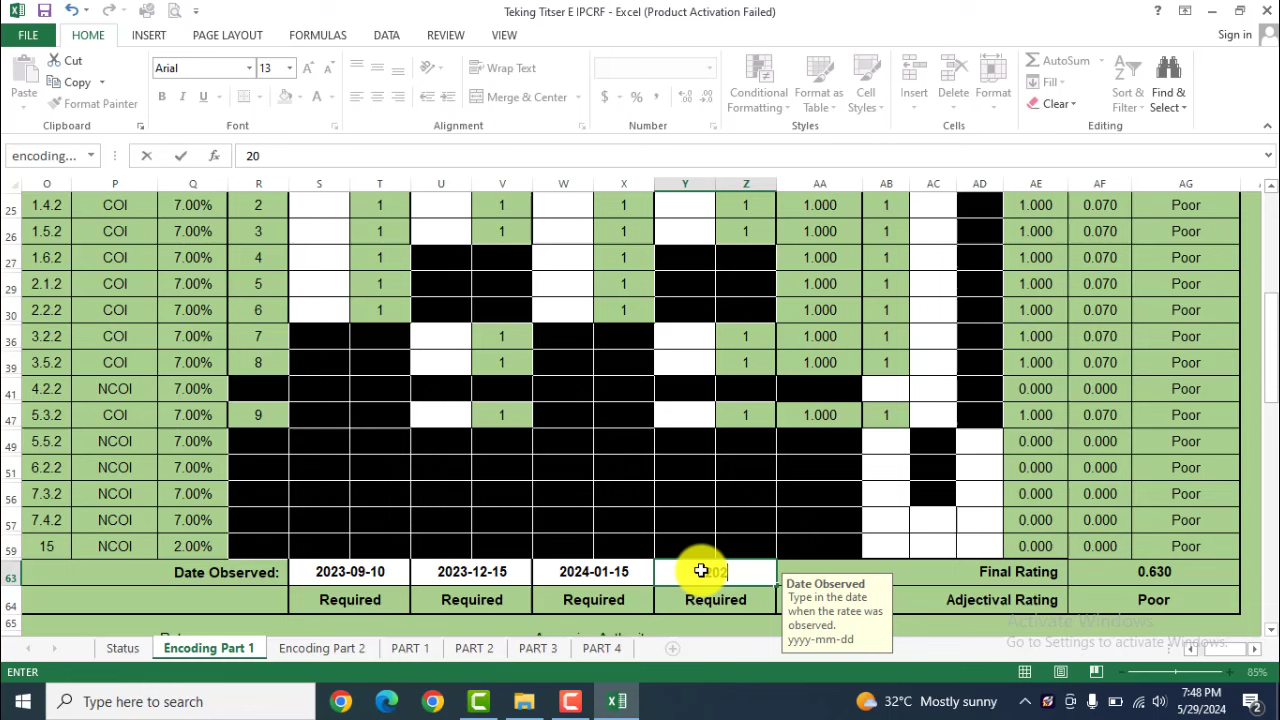 Teking Titser E IPCRF - Excel (Product Activation Failed)
FILE HOME INSERT PAGE LAYOUT FORMULAS DATA REVIEW VIEW Sign in
Cut
Copy
Format Painter
Paste
Arial 13
B I U
Wrap Text
Merge & Center
$ % ,
Conditional Formatting
Format as Table
Cell Styles
Insert Delete Format
AutoSum
Fill
Clear
Sort & Filter
Find & Select
Clipboard Font Alignment Number Styles Cells Editing
encoding... fx 20
O P Q R S T U V W X Y Z AA AB AC AD AE AF AG
25 1.4.2 COI 7.00% 2 1 1 1 1 1.000 1 1.000 0.070 Poor
26 1.5.2 COI 7.00% 3 1 1 1 1 1.000 1 1.000 0.070 Poor
27 1.6.2 COI 7.00% 4 1 1 1.000 1 1.000 0.070 Poor
29 2.1.2 COI 7.00% 5 1 1 1.000 1 1.000 0.070 Poor
30 2.2.2 COI 7.00% 6 1 1 1.000 1 1.000 0.070 Poor
36 3.2.2 COI 7.00% 7 1 1 1.000 1 1.000 0.070 Poor
39 3.5.2 COI 7.00% 8 1 1 1.000 1 1.000 0.070 Poor
41 4.2.2 NCOI 7.00% 0.000 0.000 Poor
47 5.3.2 COI 7.00% 9 1 1 1.000 1 1.000 0.070 Poor
49 5.5.2 NCOI 7.00% 0.000 0.000 Poor
51 6.2.2 NCOI 7.00% 0.000 0.000 Poor
56 7.3.2 NCOI 7.00% 0.000 0.000 Poor
57 7.4.2 NCOI 7.00% 0.000 0.000 Poor
59 15 NCOI 2.00% 0.000 0.000 Poor
63 Date Observed: 2023-09-10 2023-12-15 2024-01-15 Final Rating 0.630
64 Required Required Required Required Adjectival Rating Poor
65
Date Observed
Type in the date
when the ratee was
observed.
yyyy-mm-dd
Activate Windows
Go to Settings to activate Windows.
Status Encoding Part 1 Encoding Part 2 PART 1 PART 2 PART 3 PART 4
ENTER 85%
Type here to search 32°C Mostly sunny 7:48 PM
5/29/2024 2